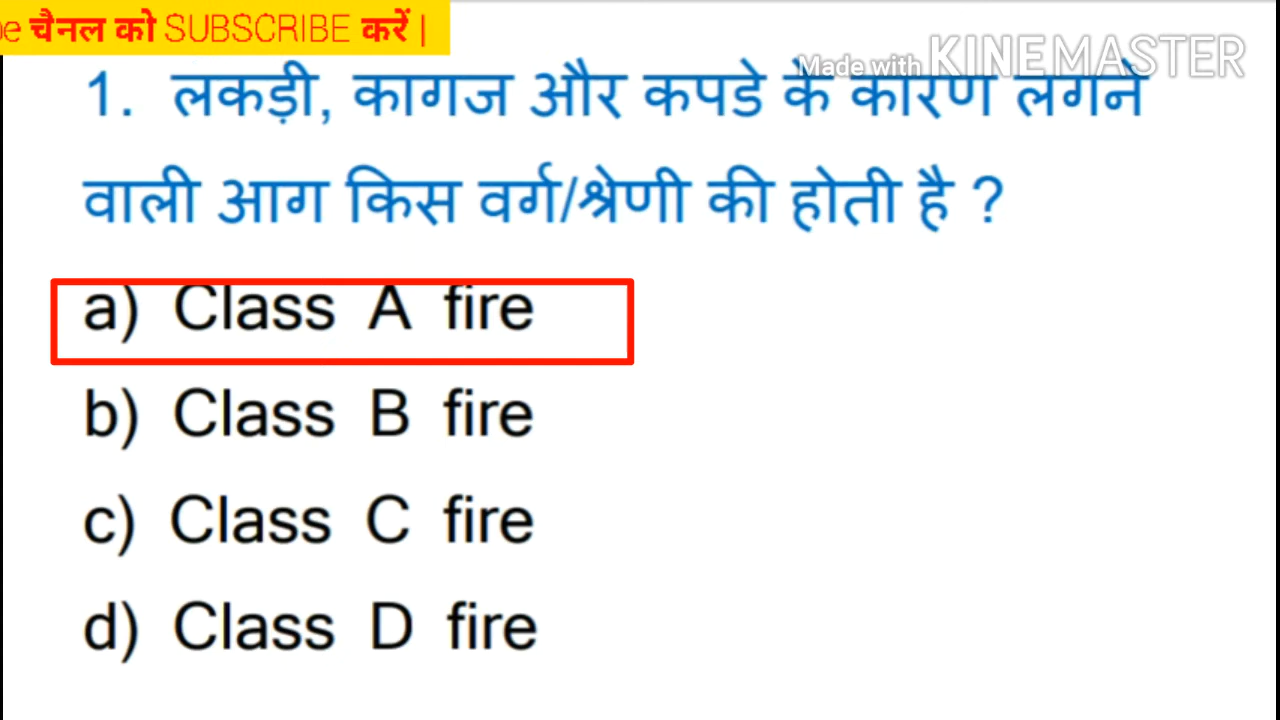 चैनल को SUBSCRIBE करें |
Made with KINEMASTER
1. लकड़ी, कागज और कपडे के कारण लगने
वाली आग किस वर्ग/श्रेणी की होती है ?
a) Class A fire
b) Class B fire
c) Class C fire
d) Class D fire